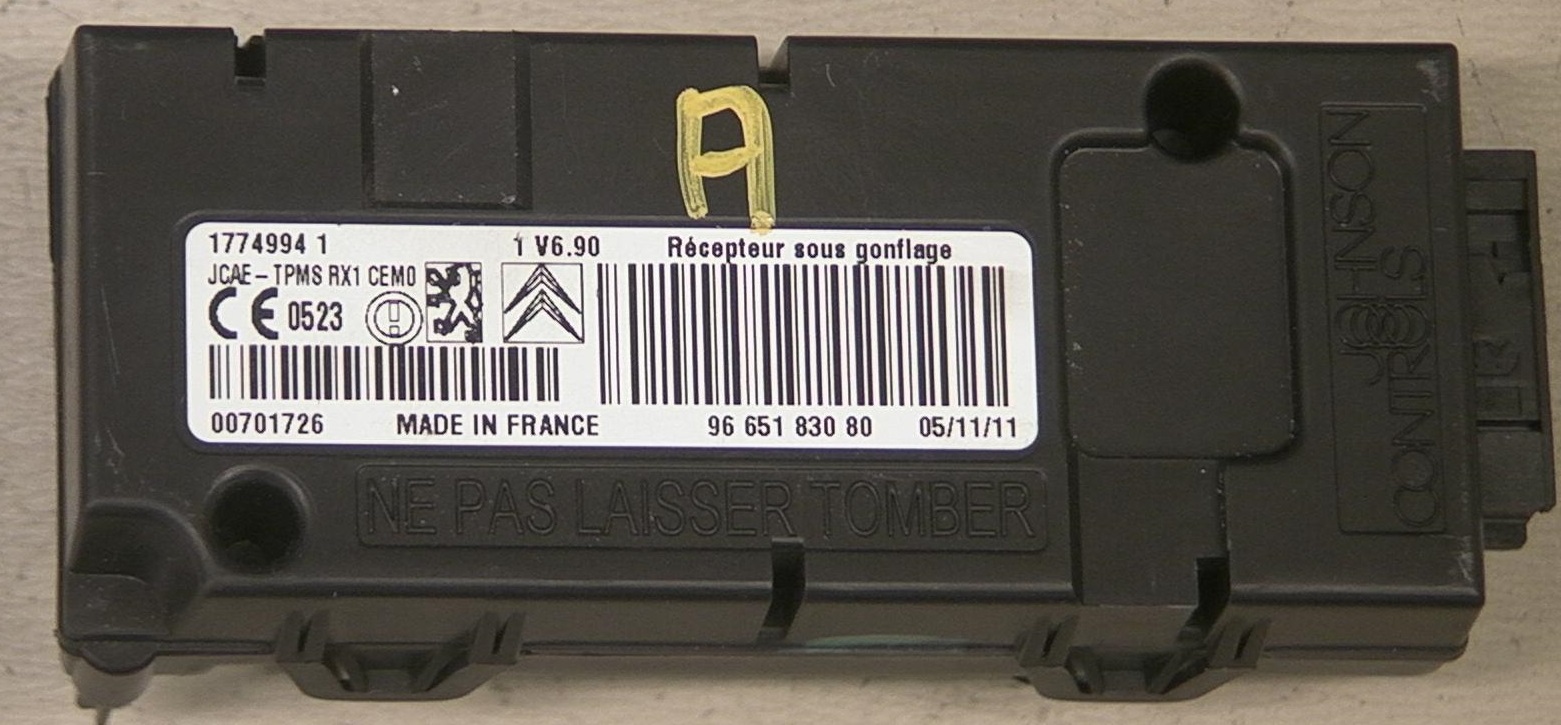 A
1774994 1 1 V6.90 Récepteur sous gonflage
JCAE - TPMS RX1 CEM0
CE 0523
00701726 MADE IN FRANCE 96 651 830 80 05/11/11
NE PAS LAISSER TOMBER
JOHNSON
CONTROLS